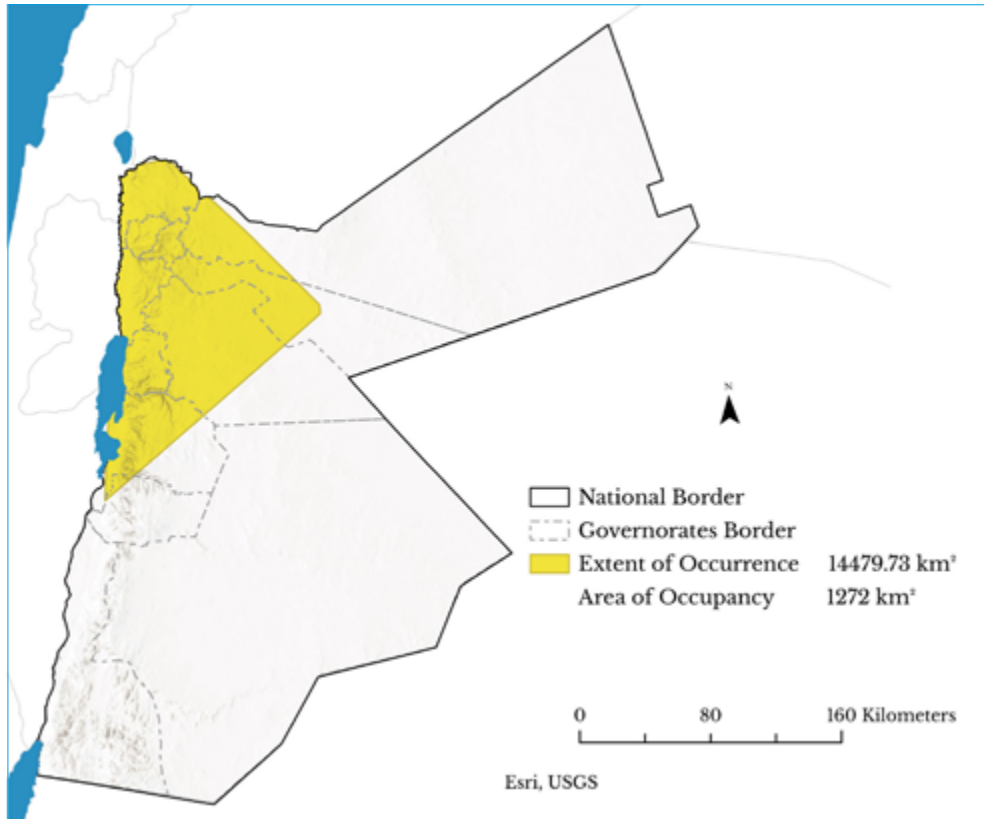 N
National Border
Governorates Border
Extent of Occurrence 14479.73 km²
Area of Occupancy 1272 km²
0 80 160 Kilometers
Esri, USGS